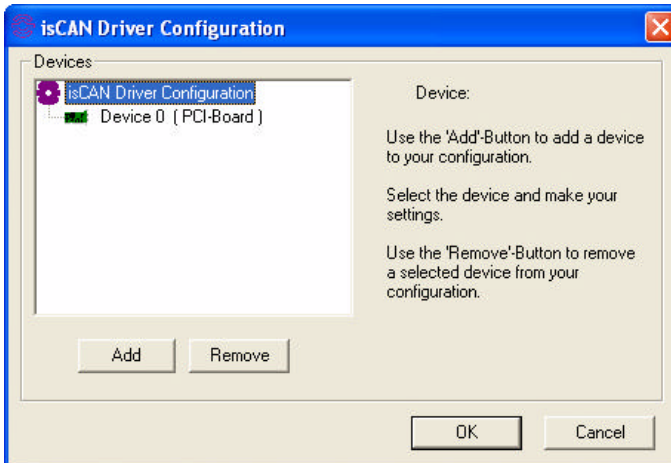 isCAN Driver Configuration
Devices
isCAN Driver Configuration
Device 0 ( PCI-Board )
Device:
Use the 'Add'-Button to add a device
to your configuration.
Select the device and make your
settings.
Use the 'Remove'-Button to remove
a selected device from your
configuration.
Add
Remove
OK
Cancel